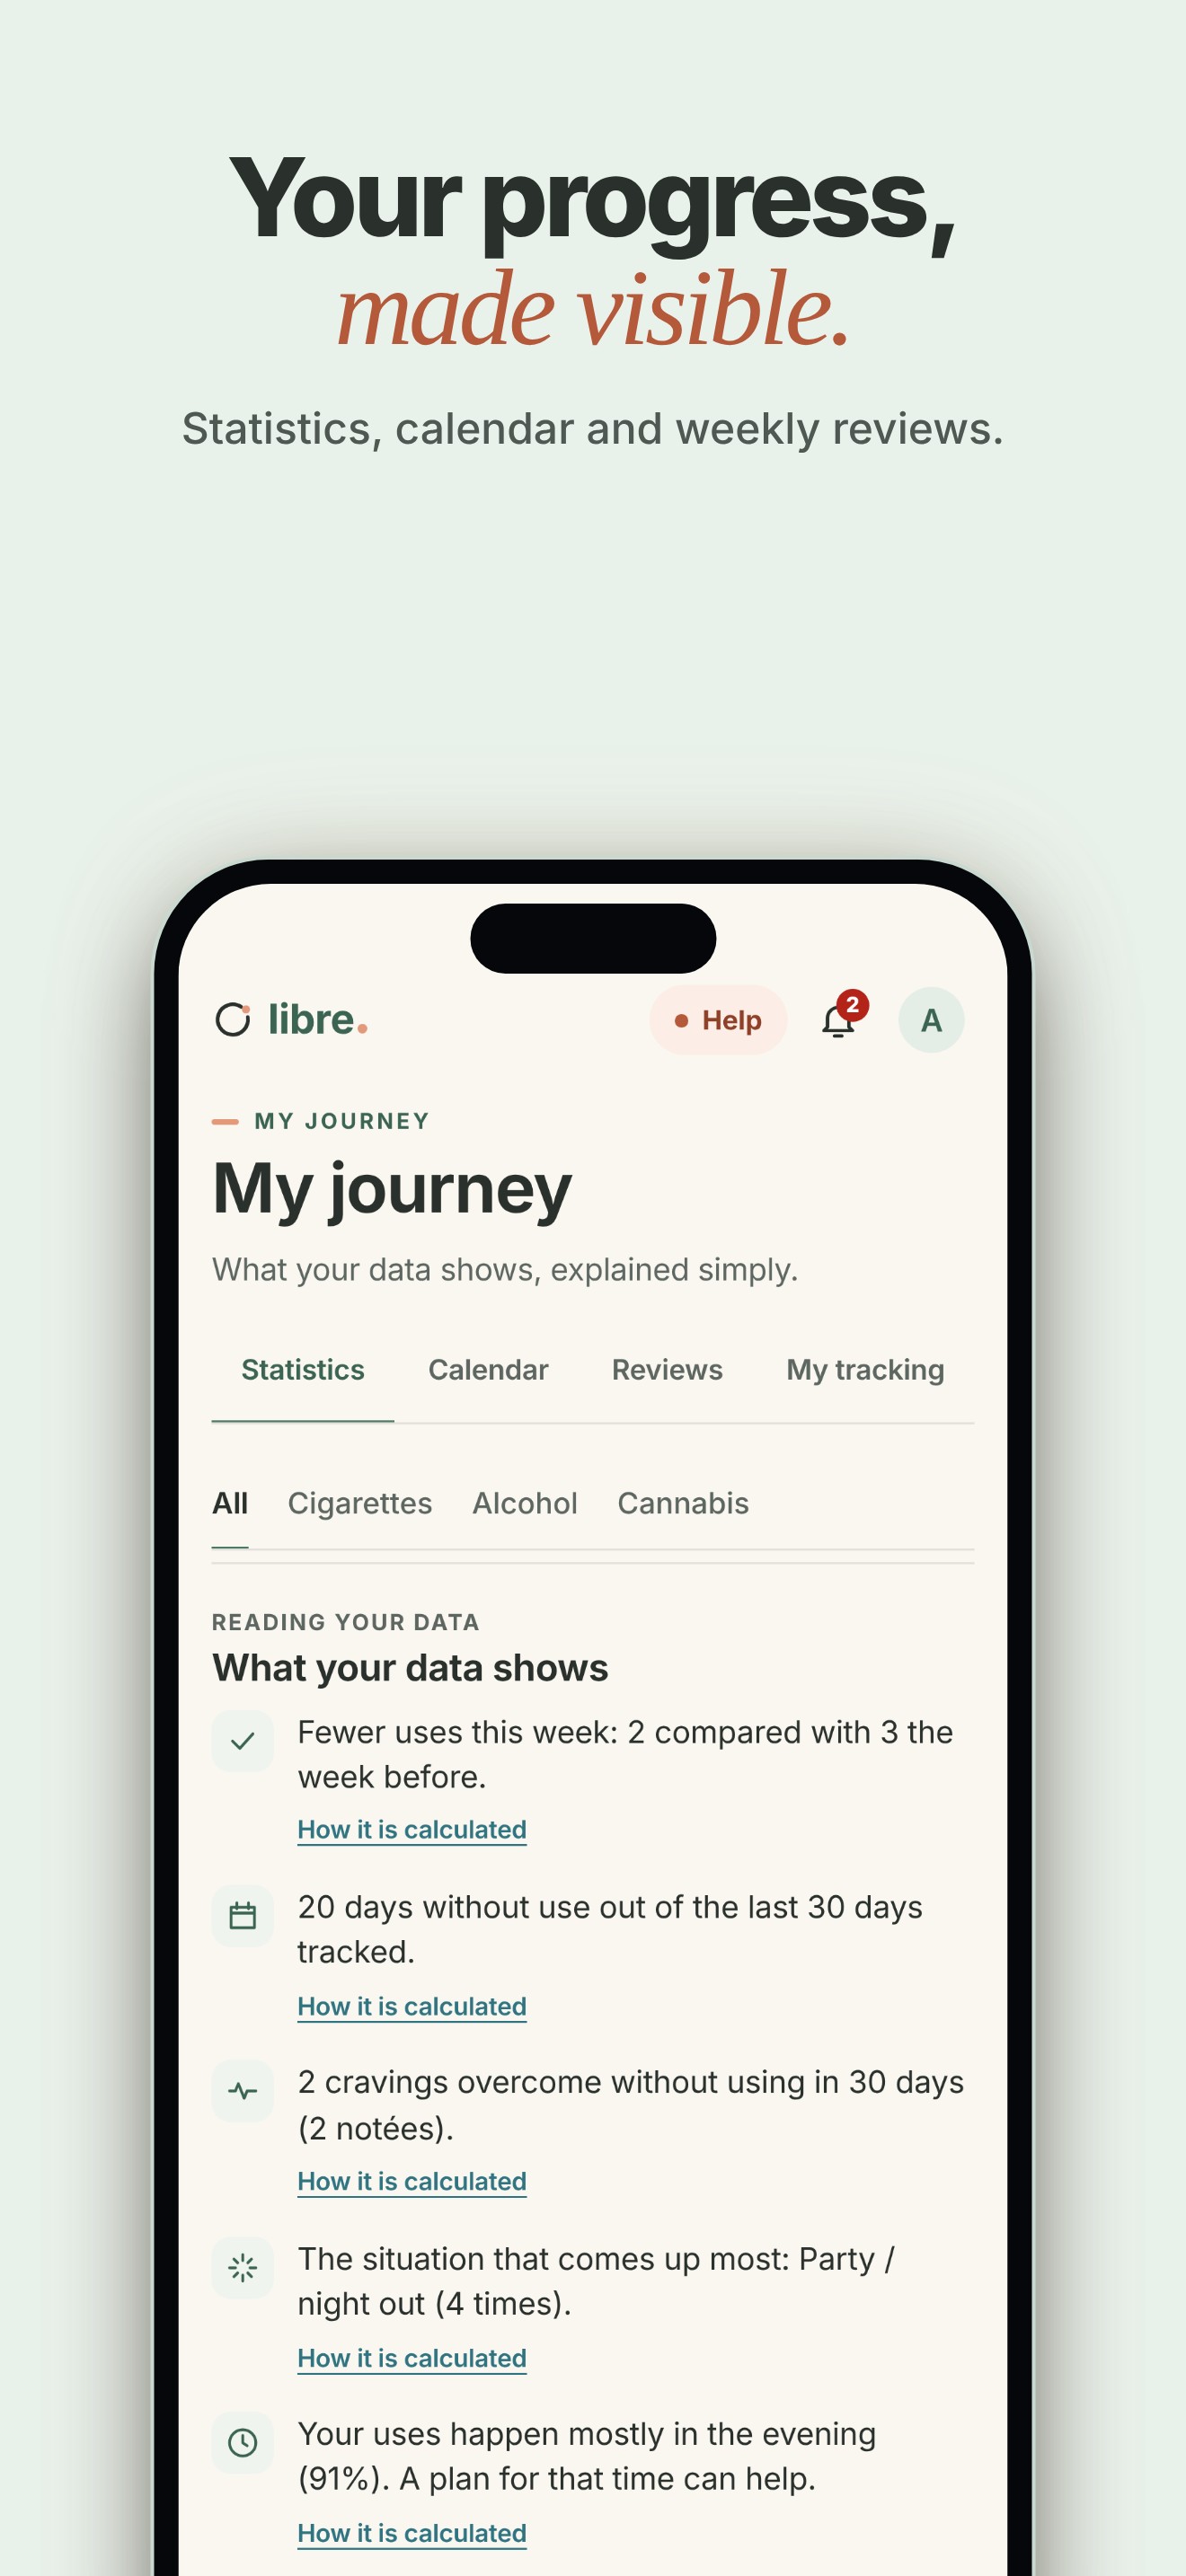 Your progress,
made visible.
Statistics, calendar and weekly reviews.
libre.
Help
2
A
MY JOURNEY
My journey
What your data shows, explained simply.
Statistics Calendar Reviews My tracking
All Cigarettes Alcohol Cannabis
READING YOUR DATA
What your data shows
Fewer uses this week: 2 compared with 3 the
week before.
How it is calculated
20 days without use out of the last 30 days
tracked.
How it is calculated
2 cravings overcome without using in 30 days
(2 notées).
How it is calculated
The situation that comes up most: Party /
night out (4 times).
How it is calculated
Your uses happen mostly in the evening
(91%). A plan for that time can help.
How it is calculated